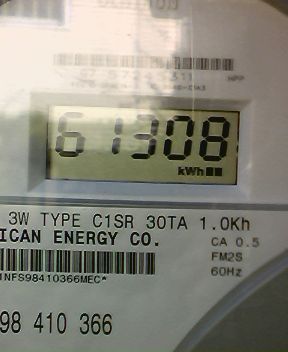 61308
kWh
3W TYPE C1SR 30TA 1.0Kh
ICAN ENERGY CO.
CA 0.5
FM2S
60Hz
1NFS98410366MEC*
98 410 366